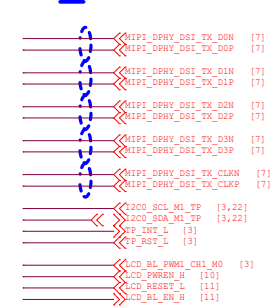 MIPI_DPHY_DSI_TX_D0N [7]
MIPI_DPHY_DSI_TX_D0P [7]
MIPI_DPHY_DSI_TX_D1N [7]
MIPI_DPHY_DSI_TX_D1P [7]
MIPI_DPHY_DSI_TX_D2N [7]
MIPI_DPHY_DSI_TX_D2P [7]
MIPI_DPHY_DSI_TX_D3N [7]
MIPI_DPHY_DSI_TX_D3P [7]
MIPI_DPHY_DSI_TX_CLKN [7]
MIPI_DPHY_DSI_TX_CLKP [7]
I2C0_SCL_M1_TP [3,22]
I2C0_SDA_M1_TP [3,22]
TP_INT_L [3]
TP_RST_L [3]
LCD_BL_PWM1_CH1_M0 [3]
LCD_PWREN_H [10]
LCD_RESET_L [11]
LCD_BL_EN_H [11]